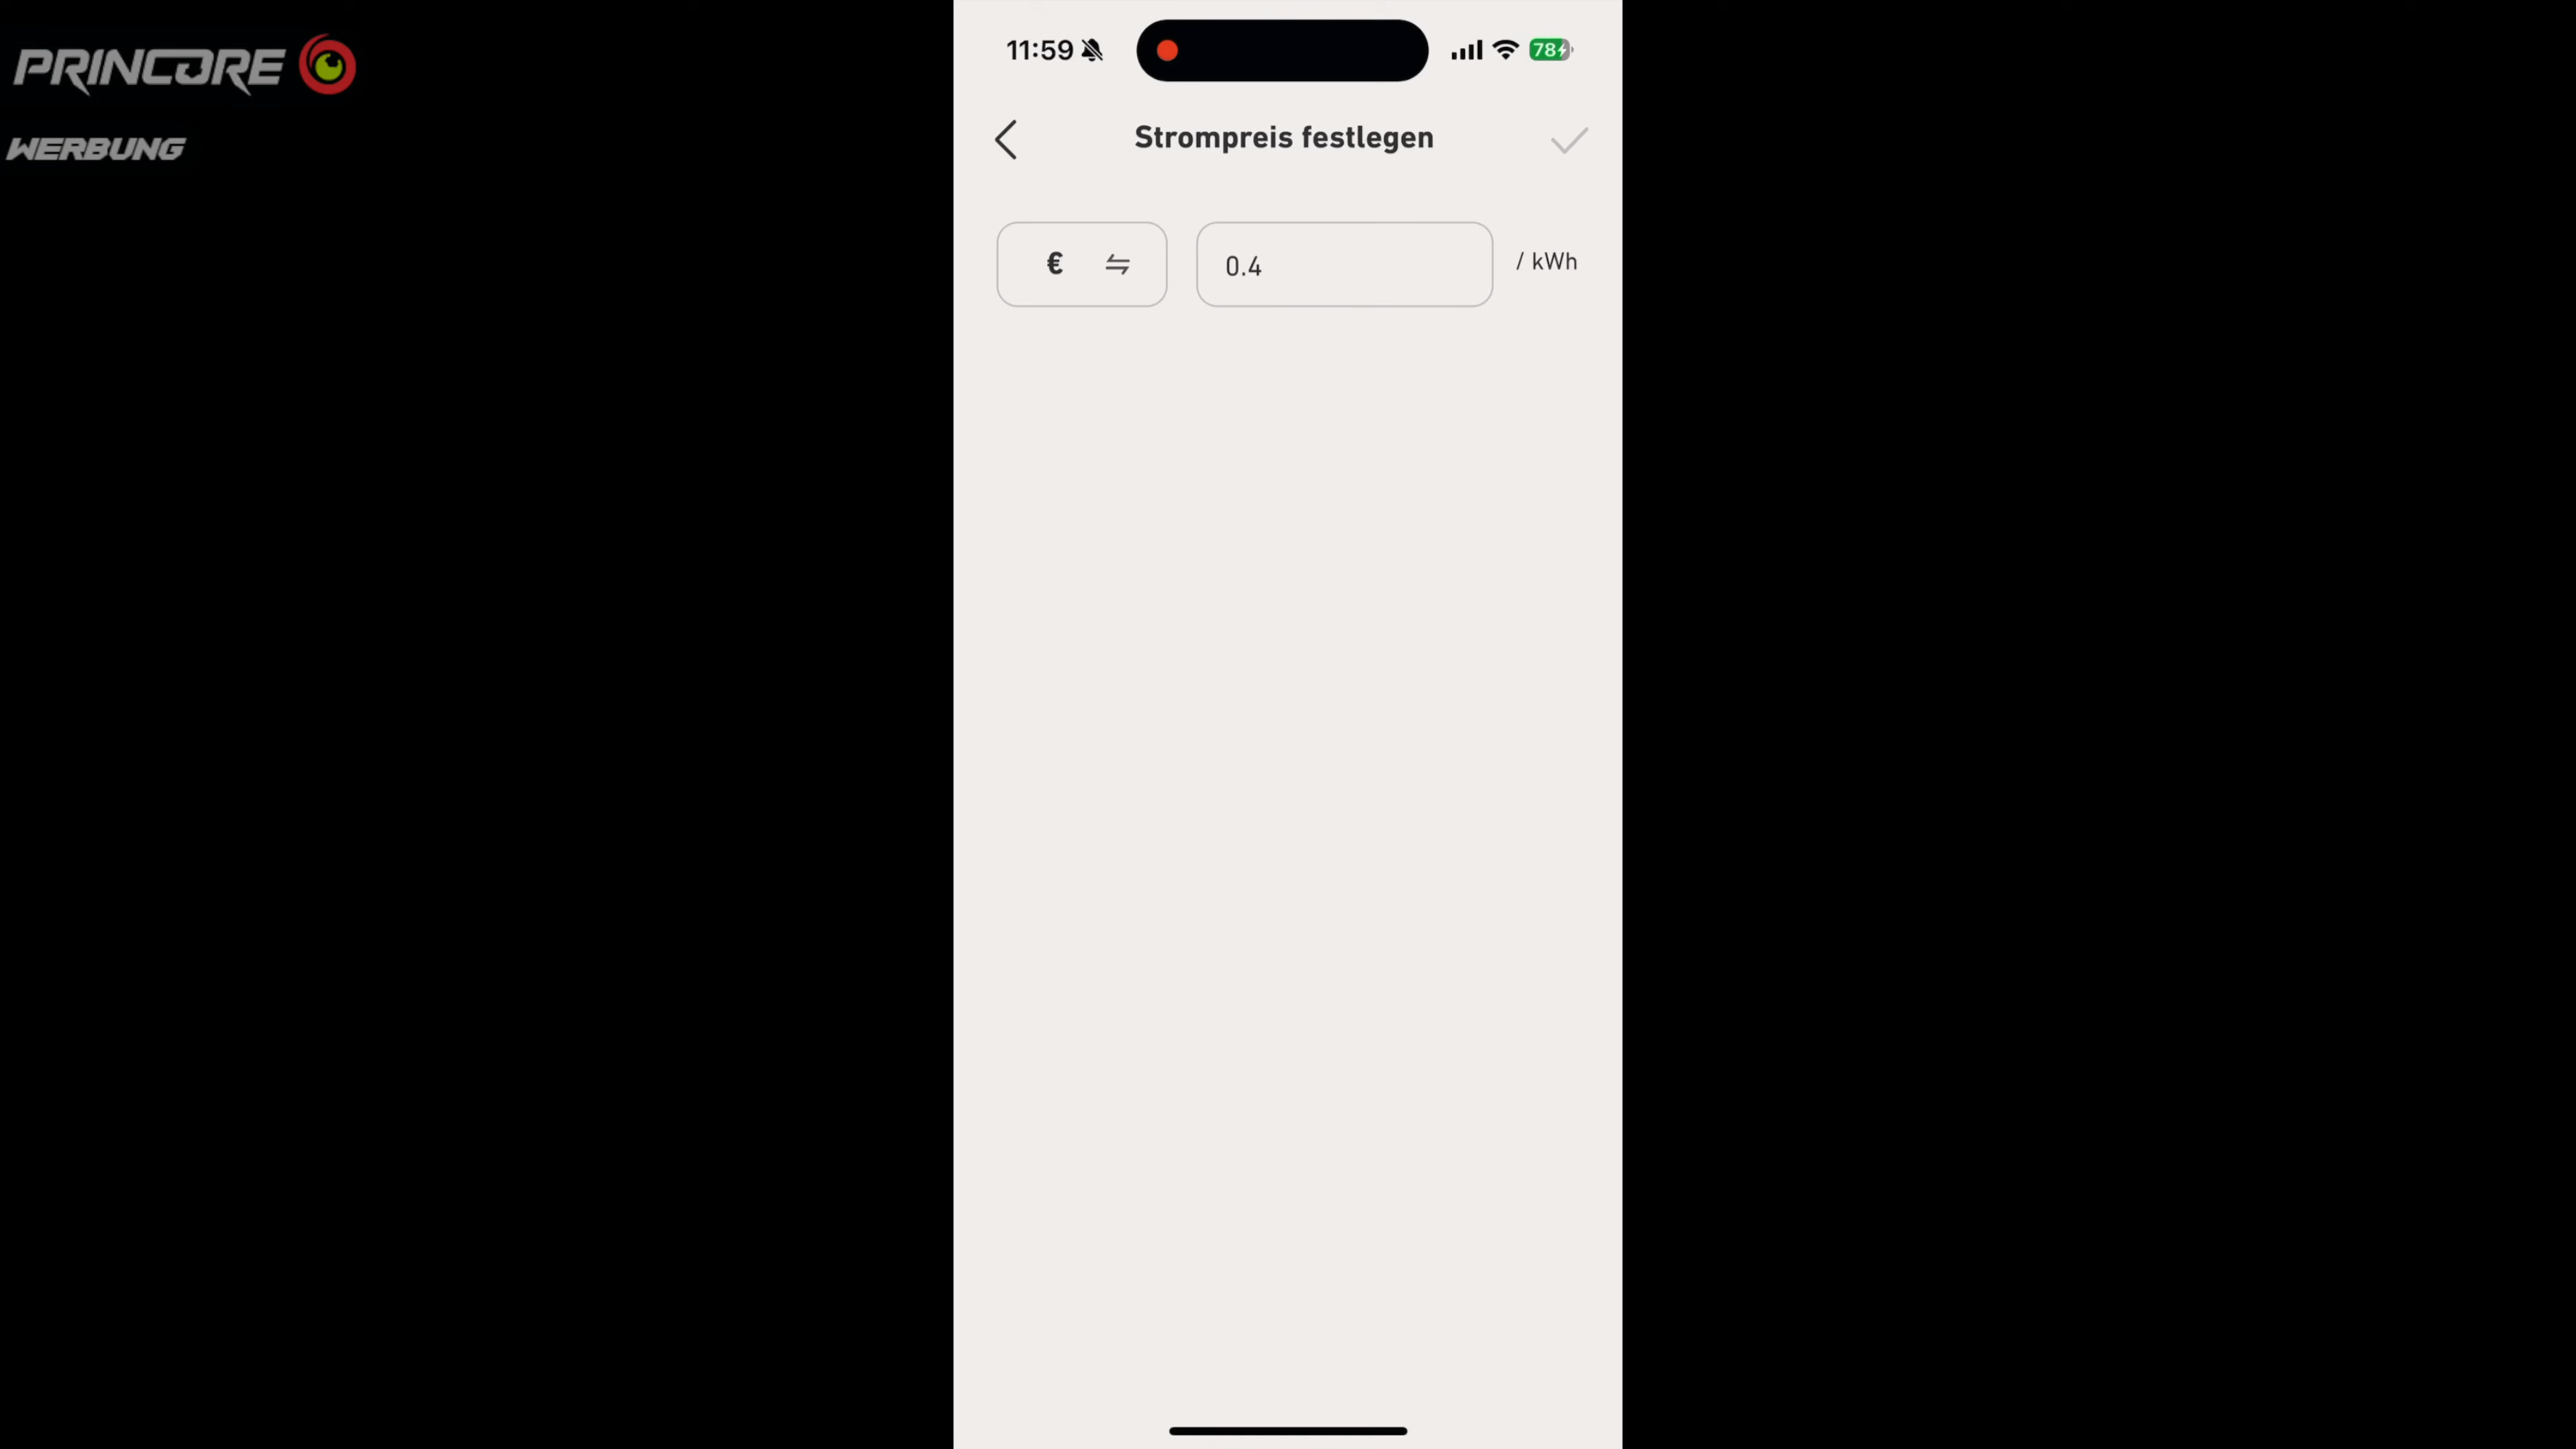 PRINCORE
WERBUNG
11:59
78
Strompreis festlegen
€
0.4
/ kWh